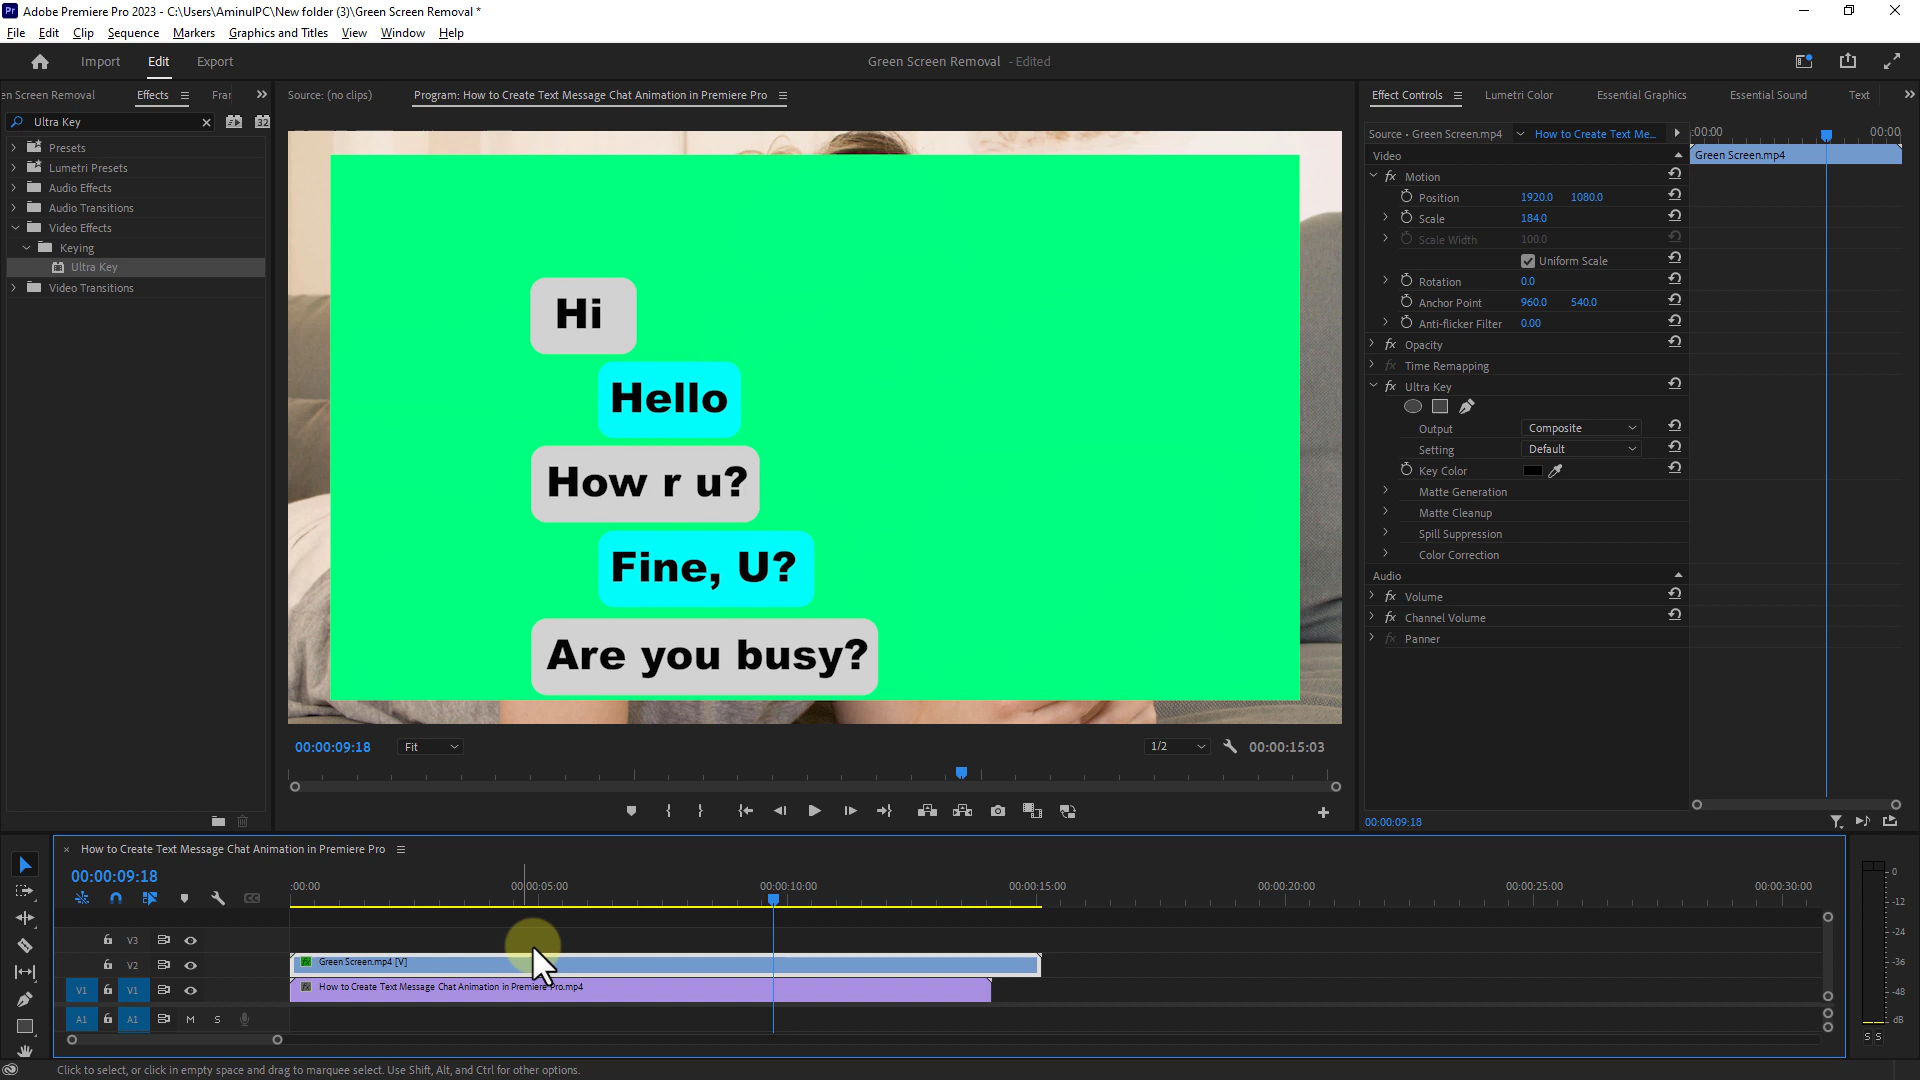 Pr Adobe Premiere Pro 2023 - C:\Users\AminulPC\New folder (3)\Green Screen Removal *
File Edit Clip Sequence Markers Graphics and Titles View Window Help
Import Edit Export Green Screen Removal - Edited
en Screen Removal Effects Frar
Ultra Key 32
Presets
Lumetri Presets
Audio Effects
Audio Transitions
Video Effects
Keying
Ultra Key
Video Transitions
Source: (no clips) Program: How to Create Text Message Chat Animation in Premiere Pro
Hi
Hello
How r u?
Fine, U?
Are you busy?
00:00:09:18 Fit 1/2 00:00:15:03
Effect Controls Lumetri Color Essential Graphics Essential Sound Text
Source • Green Screen.mp4 How to Create Text Me... :00:00 00:00
Video Green Screen.mp4
fx Motion
Position 1920.0 1080.0
Scale 184.0
Scale Width 100.0
Uniform Scale
Rotation 0.0
Anchor Point 960.0 540.0
Anti-flicker Filter 0.00
fx Opacity
fx Time Remapping
fx Ultra Key
Output Composite
Setting Default
Key Color
Matte Generation
Matte Cleanup
Spill Suppression
Color Correction
Audio
fx Volume
fx Channel Volume
fx Panner
00:00:09:18
How to Create Text Message Chat Animation in Premiere Pro
00:00:09:18
:00:00 00:00:05:00 00:00:10:00 00:00:15:00 00:00:20:00 00:00:25:00 00:00:30:00
V3
V2 fx Green Screen.mp4 [V]
V1 V1 fx How to Create Text Message Chat Animation in Premiere Pro.mp4
A1 A1 M S
0
-12
-24
-36
-48
dB
S S
Click to select, or click in empty space and drag to marquee select. Use Shift, Alt, and Ctrl for other options.